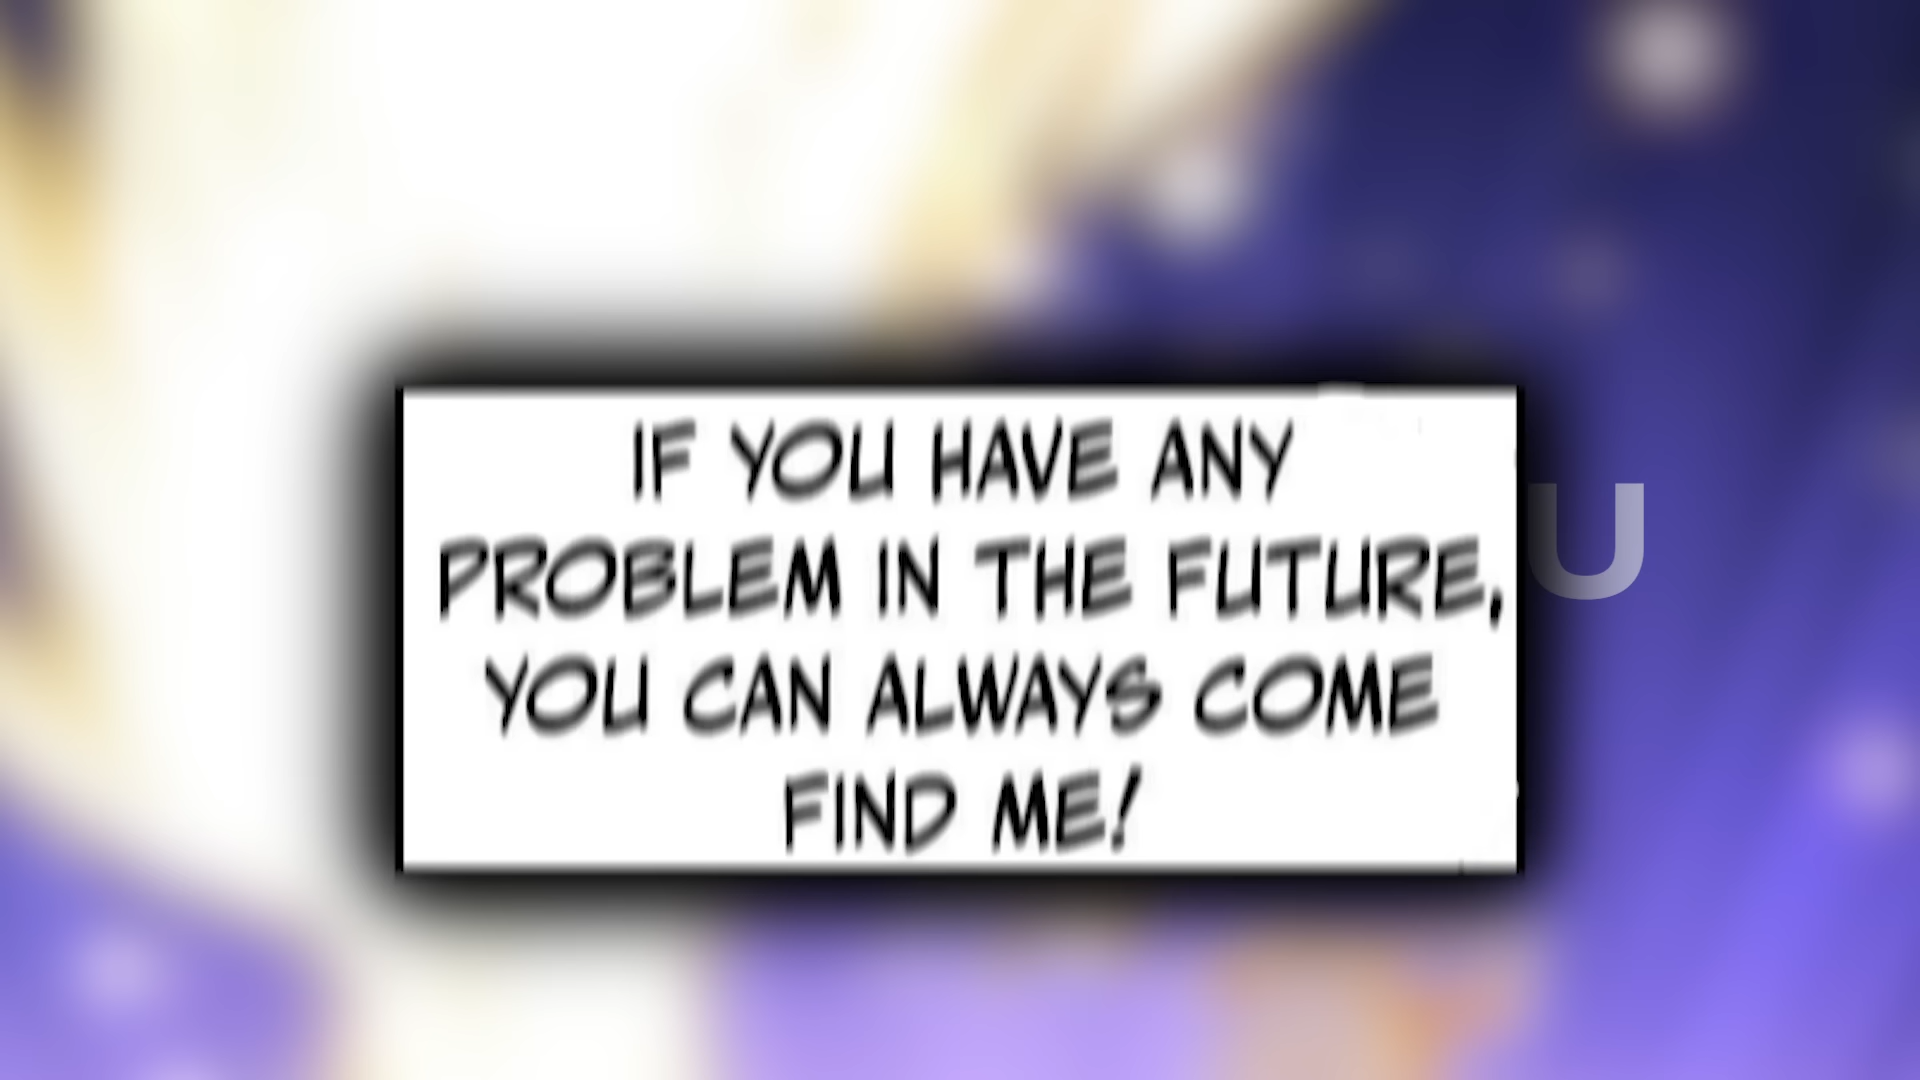 IF YOU HAVE ANY
PROBLEM IN THE FUTURE,
YOU CAN ALWAYS COME
FIND ME!
U